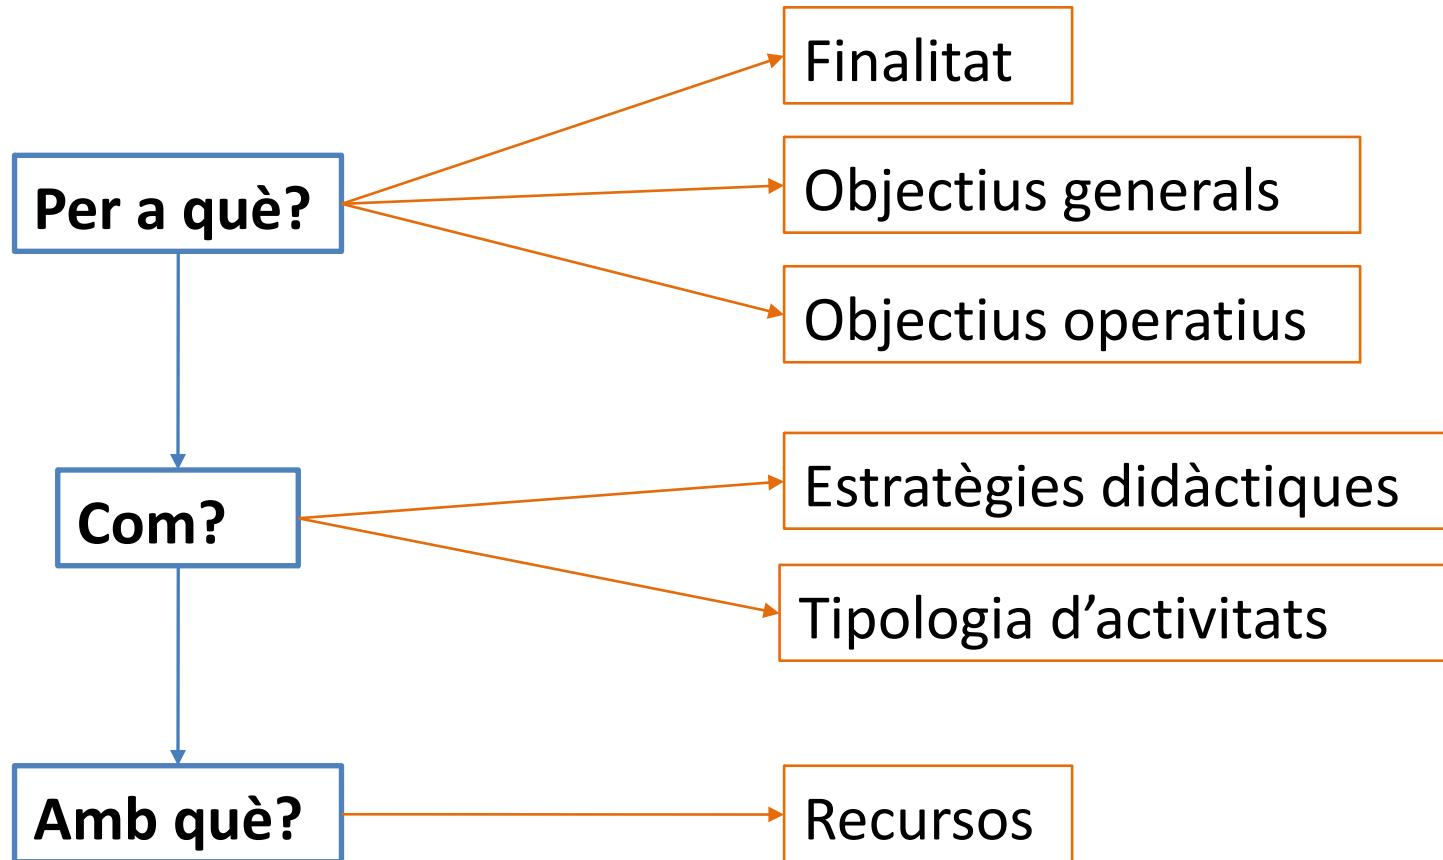 Per a què?
Finalitat
Objectius generals
Objectius operatius
Com?
Estratègies didàctiques
Tipologia d’activitats
Amb què?
Recursos